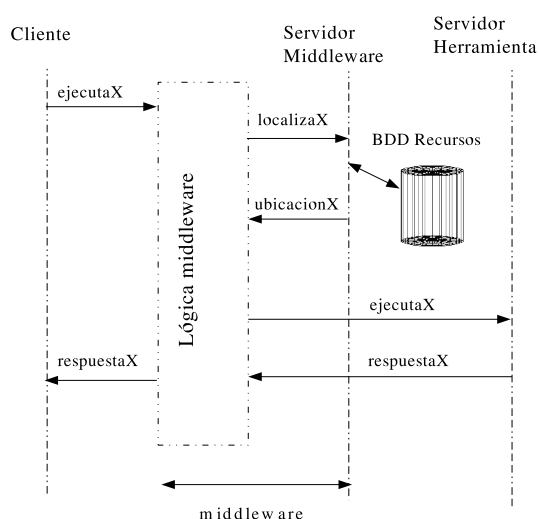 Cliente
Servidor
Middleware
Servidor
Herramienta
ejecutaX
localizaX
BDD Recursos
ubicacionX
Lógica middleware
ejecutaX
respuestaX
respuestaX
middleware